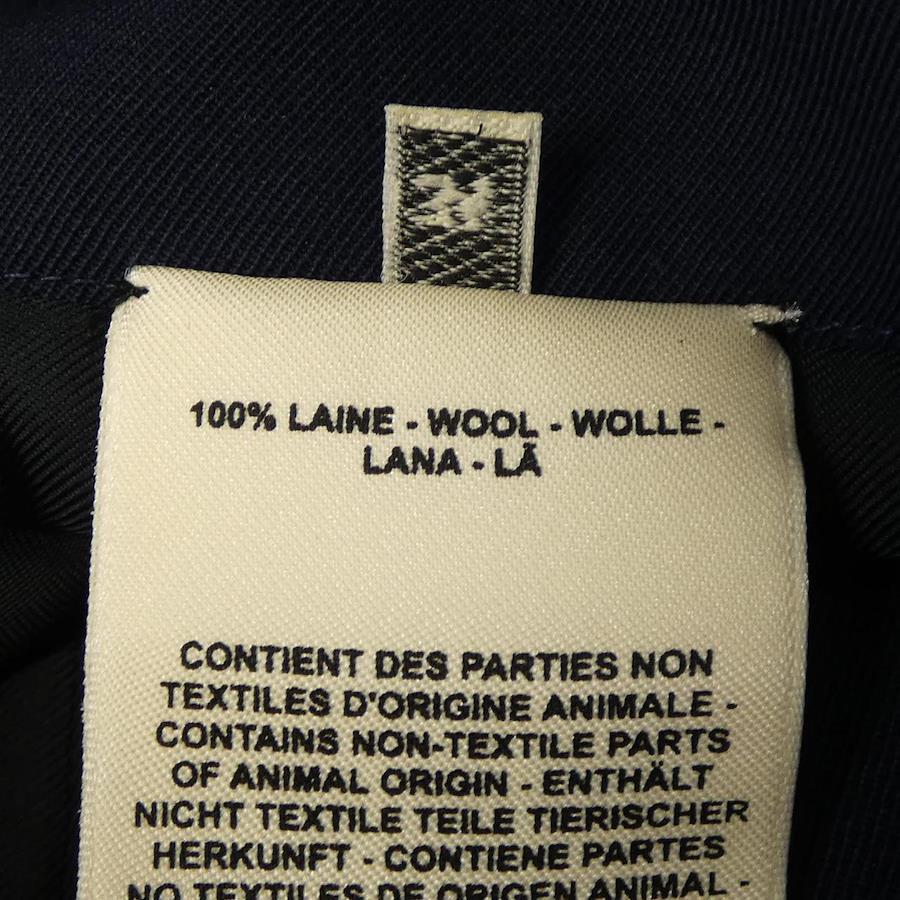 100% LAINE - WOOL - WOLLE -
LANA - LÃ
CONTIENT DES PARTIES NON
TEXTILES D'ORIGINE ANIMALE -
CONTAINS NON-TEXTILE PARTS
OF ANIMAL ORIGIN - ENTHÄLT
NICHT TEXTILE TEILE TIERISCHER
HERKUNFT - CONTIENE PARTES
NO TEXTILES DE ORIGEN ANIMAL -